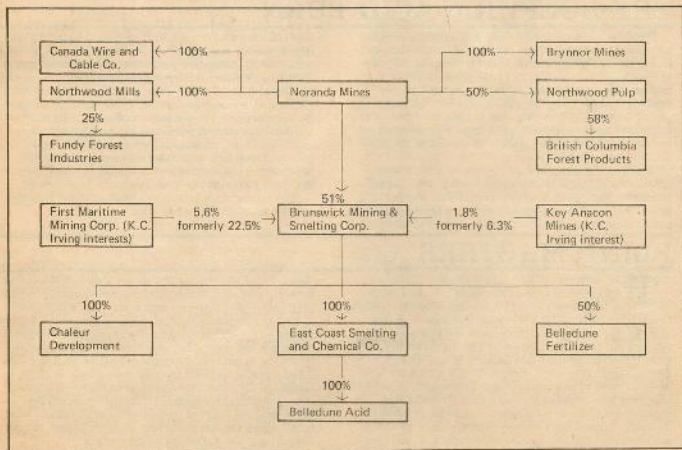 Canada Wire and
Cable Co.
100%
100%
Brynnor Mines
Northwood Mills
100%
Noranda Mines
50%
Northwood Pulp
25%
58%
Fundy Forest
Industries
British Columbia
Forest Products
51%
First Maritime
Mining Corp. (K.C.
Irving interests)
5.6%
formerly 22.5%
Brunswick Mining &
Smelting Corp.
1.8%
formerly 6.3%
Key Anacon
Mines (K.C.
Irving interest)
100%
100%
50%
Chaleur
Development
East Coast Smelting
and Chemical Co.
Belledune
Fertilizer
100%
Belledune Acid